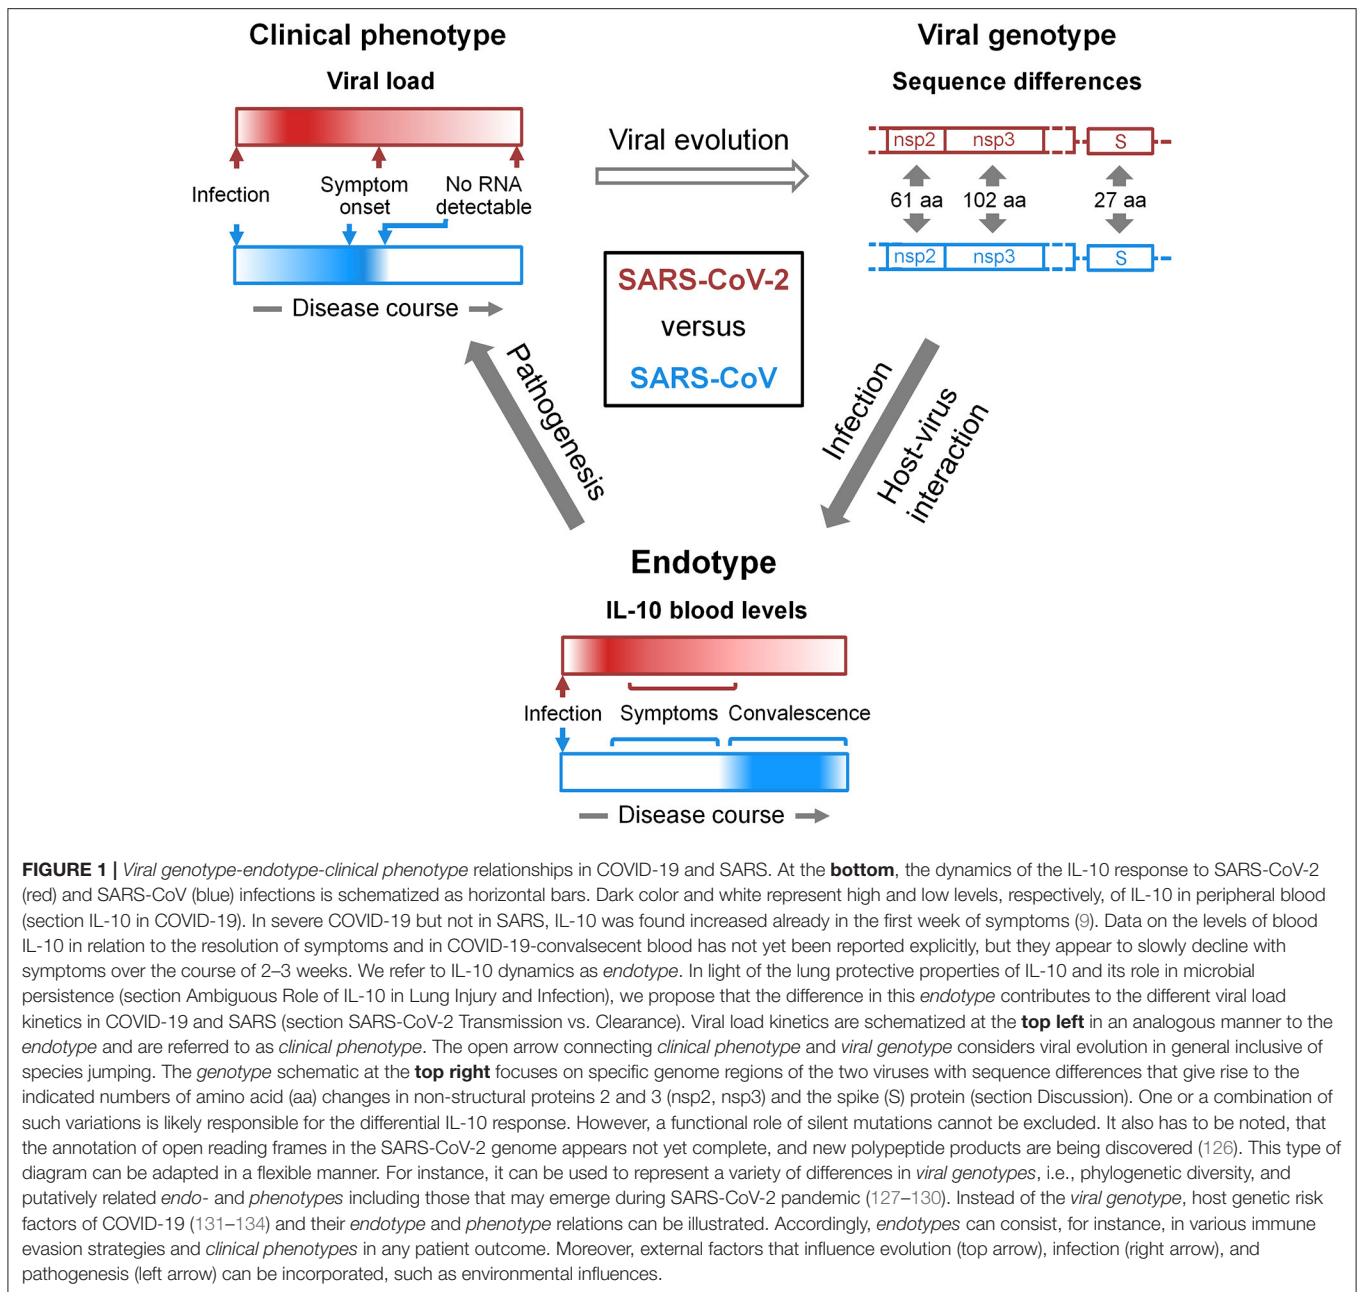 Clinical phenotype
Viral load
Infection
Symptom
onset
No RNA
detectable
Disease course
Viral evolution
Viral genotype
Sequence differences
nsp2 nsp3 S
61 aa 102 aa 27 aa
nsp2 nsp3 S
SARS-CoV-2
versus
SARS-CoV
Pathogenesis
Infection
Host-virus
interaction
Endotype
IL-10 blood levels
Infection Symptoms Convalescence
Disease course
FIGURE 1 | Viral genotype-endotype-clinical phenotype relationships in COVID-19 and SARS. At the bottom, the dynamics of the IL-10 response to SARS-CoV-2
(red) and SARS-CoV (blue) infections is schematized as horizontal bars. Dark color and white represent high and low levels, respectively, of IL-10 in peripheral blood
(section IL-10 in COVID-19). In severe COVID-19 but not in SARS, IL-10 was found increased already in the first week of symptoms (9). Data on the levels of blood
IL-10 in relation to the resolution of symptoms and in COVID-19-convalsecent blood has not yet been reported explicitly, but they appear to slowly decline with
symptoms over the course of 2–3 weeks. We refer to IL-10 dynamics as endotype. In light of the lung protective properties of IL-10 and its role in microbial
persistence (section Ambiguous Role of IL-10 in Lung Injury and Infection), we propose that the difference in this endotype contributes to the different viral load
kinetics in COVID-19 and SARS (section SARS-CoV-2 Transmission vs. Clearance). Viral load kinetics are schematized at the top left in an analogous manner to the
endotype and are referred to as clinical phenotype. The open arrow connecting clinical phenotype and viral genotype considers viral evolution in general inclusive of
species jumping. The genotype schematic at the top right focuses on specific genome regions of the two viruses with sequence differences that give rise to the
indicated numbers of amino acid (aa) changes in non-structural proteins 2 and 3 (nsp2, nsp3) and the spike (S) protein (section Discussion). One or a combination of
such variations is likely responsible for the differential IL-10 response. However, a functional role of silent mutations cannot be excluded. It also has to be noted, that
the annotation of open reading frames in the SARS-CoV-2 genome appears not yet complete, and new polypeptide products are being discovered (126). This type of
diagram can be adapted in a flexible manner. For instance, it can be used to represent a variety of differences in viral genotypes, i.e., phylogenetic diversity, and
putatively related endo- and phenotypes including those that may emerge during SARS-CoV-2 pandemic (127–130). Instead of the viral genotype, host genetic risk
factors of COVID-19 (131–134) and their endotype and phenotype relations can be illustrated. Accordingly, endotypes can consist, for instance, in various immune
evasion strategies and clinical phenotypes in any patient outcome. Moreover, external factors that influence evolution (top arrow), infection (right arrow), and
pathogenesis (left arrow) can be incorporated, such as environmental influences.